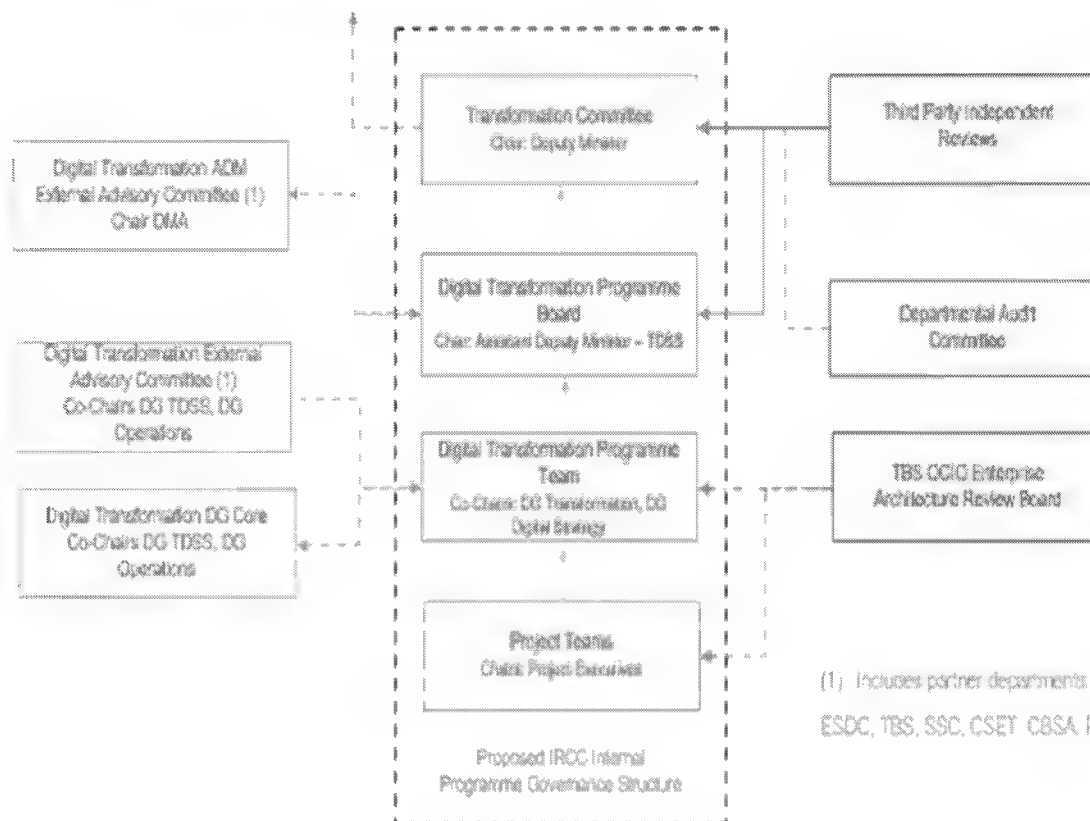 Transformation Committee
Chair: Deputy Minister
Third Party Independent
Reviews
Digital Transformation ADM
External Advisory Committee (1)
Chair DMA
Digital Transformation Programme
Board
Chair: Assistant Deputy Minister – TDSS
Departmental Audit
Committee
Digital Transformation External
Advisory Committee (1)
Co-Chairs DG TDSS, DG
Operations
Digital Transformation Programme
Team
Co-Chairs: DG Transformation, DG
Digital Strategy
TBS OCIO Enterprise
Architecture Review Board
Digital Transformation DG Core
Co-Chairs DG TDSS, DG
Operations
Project Teams
Chairs: Project Executives
(1) Includes partner departments
ESDC, TBS, SSC, CSET CBSA,
Proposed IRCC Internal
Programme Governance Structure